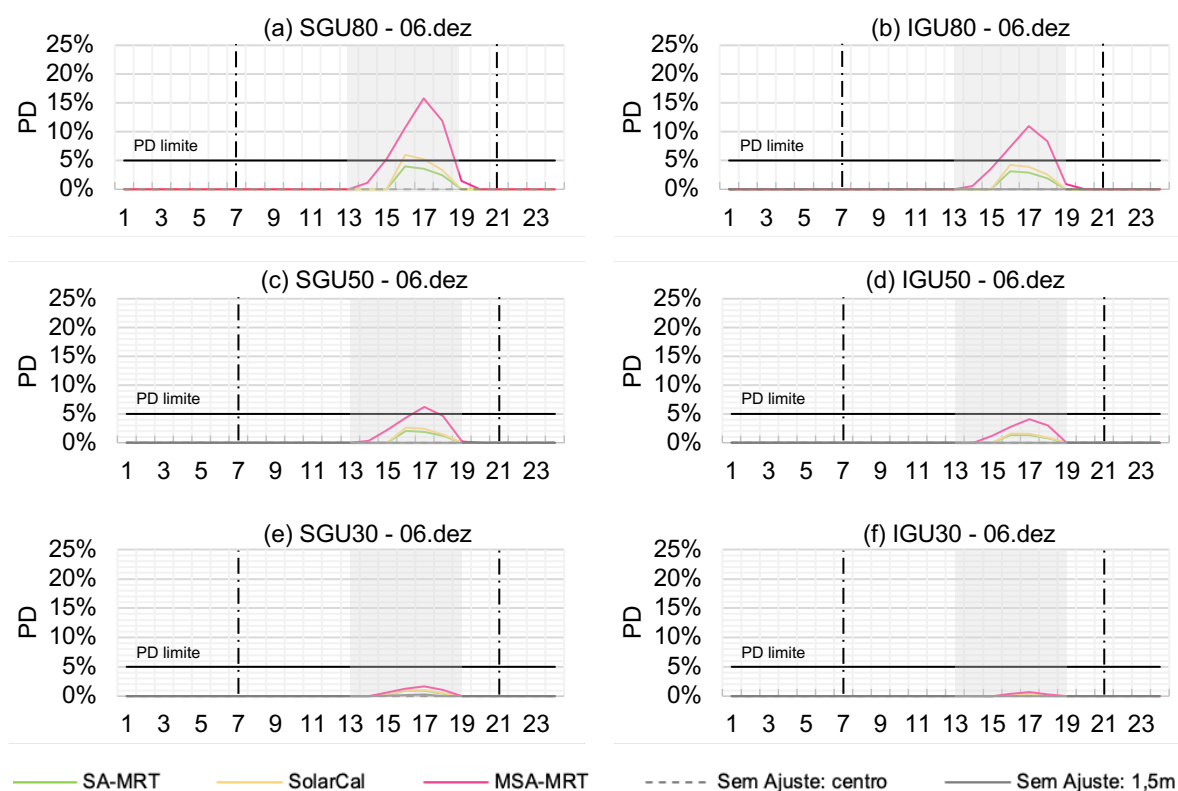 (a) SGU80 - 06.dez
25%
20%
15%
10%
5%
0%
PD
PD limite
1 3 5 7 9 11 13 15 17 19 21 23
(b) IGU80 - 06.dez
25%
20%
15%
10%
5%
0%
PD
PD limite
1 3 5 7 9 11 13 15 17 19 21 23
(c) SGU50 - 06.dez
25%
20%
15%
10%
5%
0%
PD
PD limite
1 3 5 7 9 11 13 15 17 19 21 23
(d) IGU50 - 06.dez
25%
20%
15%
10%
5%
0%
PD
PD limite
1 3 5 7 9 11 13 15 17 19 21 23
(e) SGU30 - 06.dez
25%
20%
15%
10%
5%
0%
PD
PD limite
1 3 5 7 9 11 13 15 17 19 21 23
(f) IGU30 - 06.dez
25%
20%
15%
10%
5%
0%
PD
PD limite
1 3 5 7 9 11 13 15 17 19 21 23
SA-MRT SolarCal MSA-MRT Sem Ajuste: centro Sem Ajuste: 1,5m